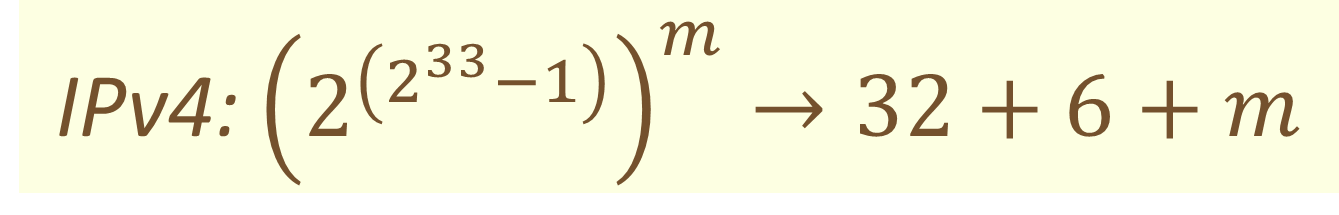 IPv4: (2^(2^33−1))^m → 32 + 6 + m